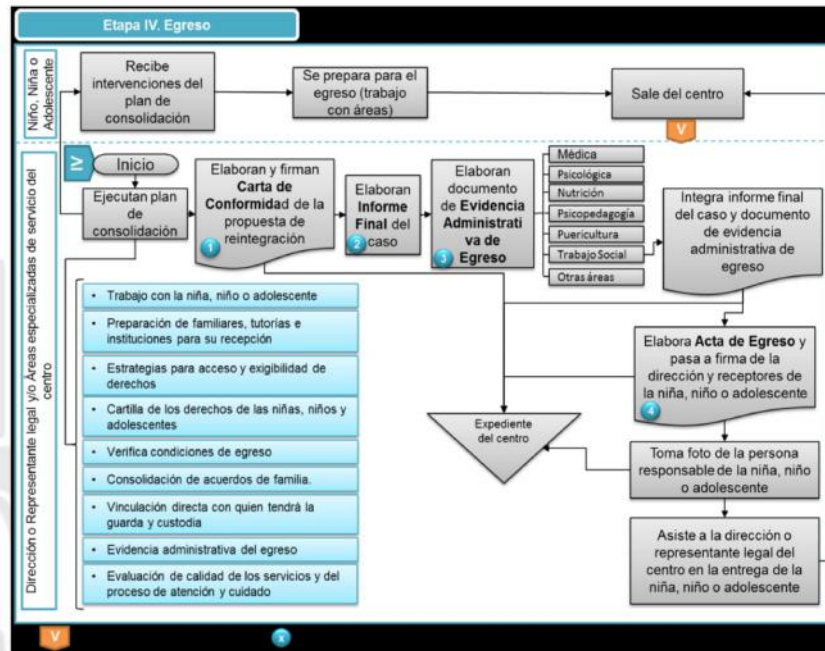 Etapa IV. Egreso
Niño, Niña o
Adolescente
Recibe
intervenciones del
plan de
consolidación
Se prepara para el
egreso (trabajo
con áreas)
Sale del centro
V
Dirección o Representante legal y/o Áreas especializadas de servicio del
centro
IV
Inicio
Ejecutan plan
de
consolidación
Elaboran y firman
Carta de
Conformidad de la
propuesta de
reintegración
1
Elaboran
Informe
Final del
caso
2
Elaboran
documento
de Evidencia
Administrati
va de
Egreso
3
Médica
Psicológica
Nutrición
Psicopedagogía
Puericultura
Trabajo Social
Otras áreas
Integra informe final
del caso y documento
de evidencia
administrativa de
egreso
• Trabajo con la niña, niño o adolescente
• Preparación de familiares, tutorías e
instituciones para su recepción
• Estrategias para acceso y exigibilidad de
derechos
• Cartilla de los derechos de las niñas, niños y
adolescentes
• Verifica condiciones de egreso
• Consolidación de acuerdos de familia.
• Vinculación directa con quien tendrá la
guarda y custodia
• Evidencia administrativa del egreso
• Evaluación de calidad de los servicios y del
proceso de atención y cuidado
Elabora Acta de Egreso y
pasa a firma de la
dirección y receptores de
la niña, niño o adolescente
4
Expediente
del centro
Toma foto de la persona
responsable de la niña, niño
o adolescente
Asiste a la dirección o
representante legal del
centro en la entrega de la
niña, niño o adolescente
V
x